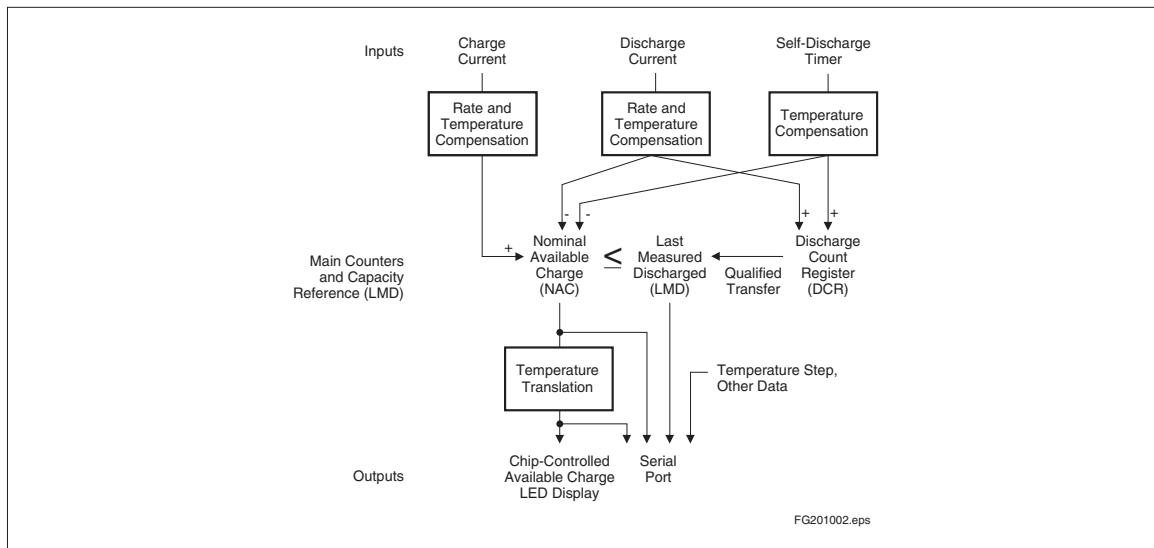 Inputs
Charge
Current
Discharge
Current
Self-Discharge
Timer
Rate and
Temperature
Compensation
Rate and
Temperature
Compensation
Temperature
Compensation
- -
+ +
+
Main Counters
and Capacity
Reference (LMD)
Nominal
Available
Charge
(NAC)
≤
Last
Measured
Discharged
(LMD)
Qualified
Transfer
Discharge
Count
Register
(DCR)
Temperature
Translation
Temperature Step,
Other Data
Outputs
Chip-Controlled
Available Charge
LED Display
Serial
Port
FG201002.eps